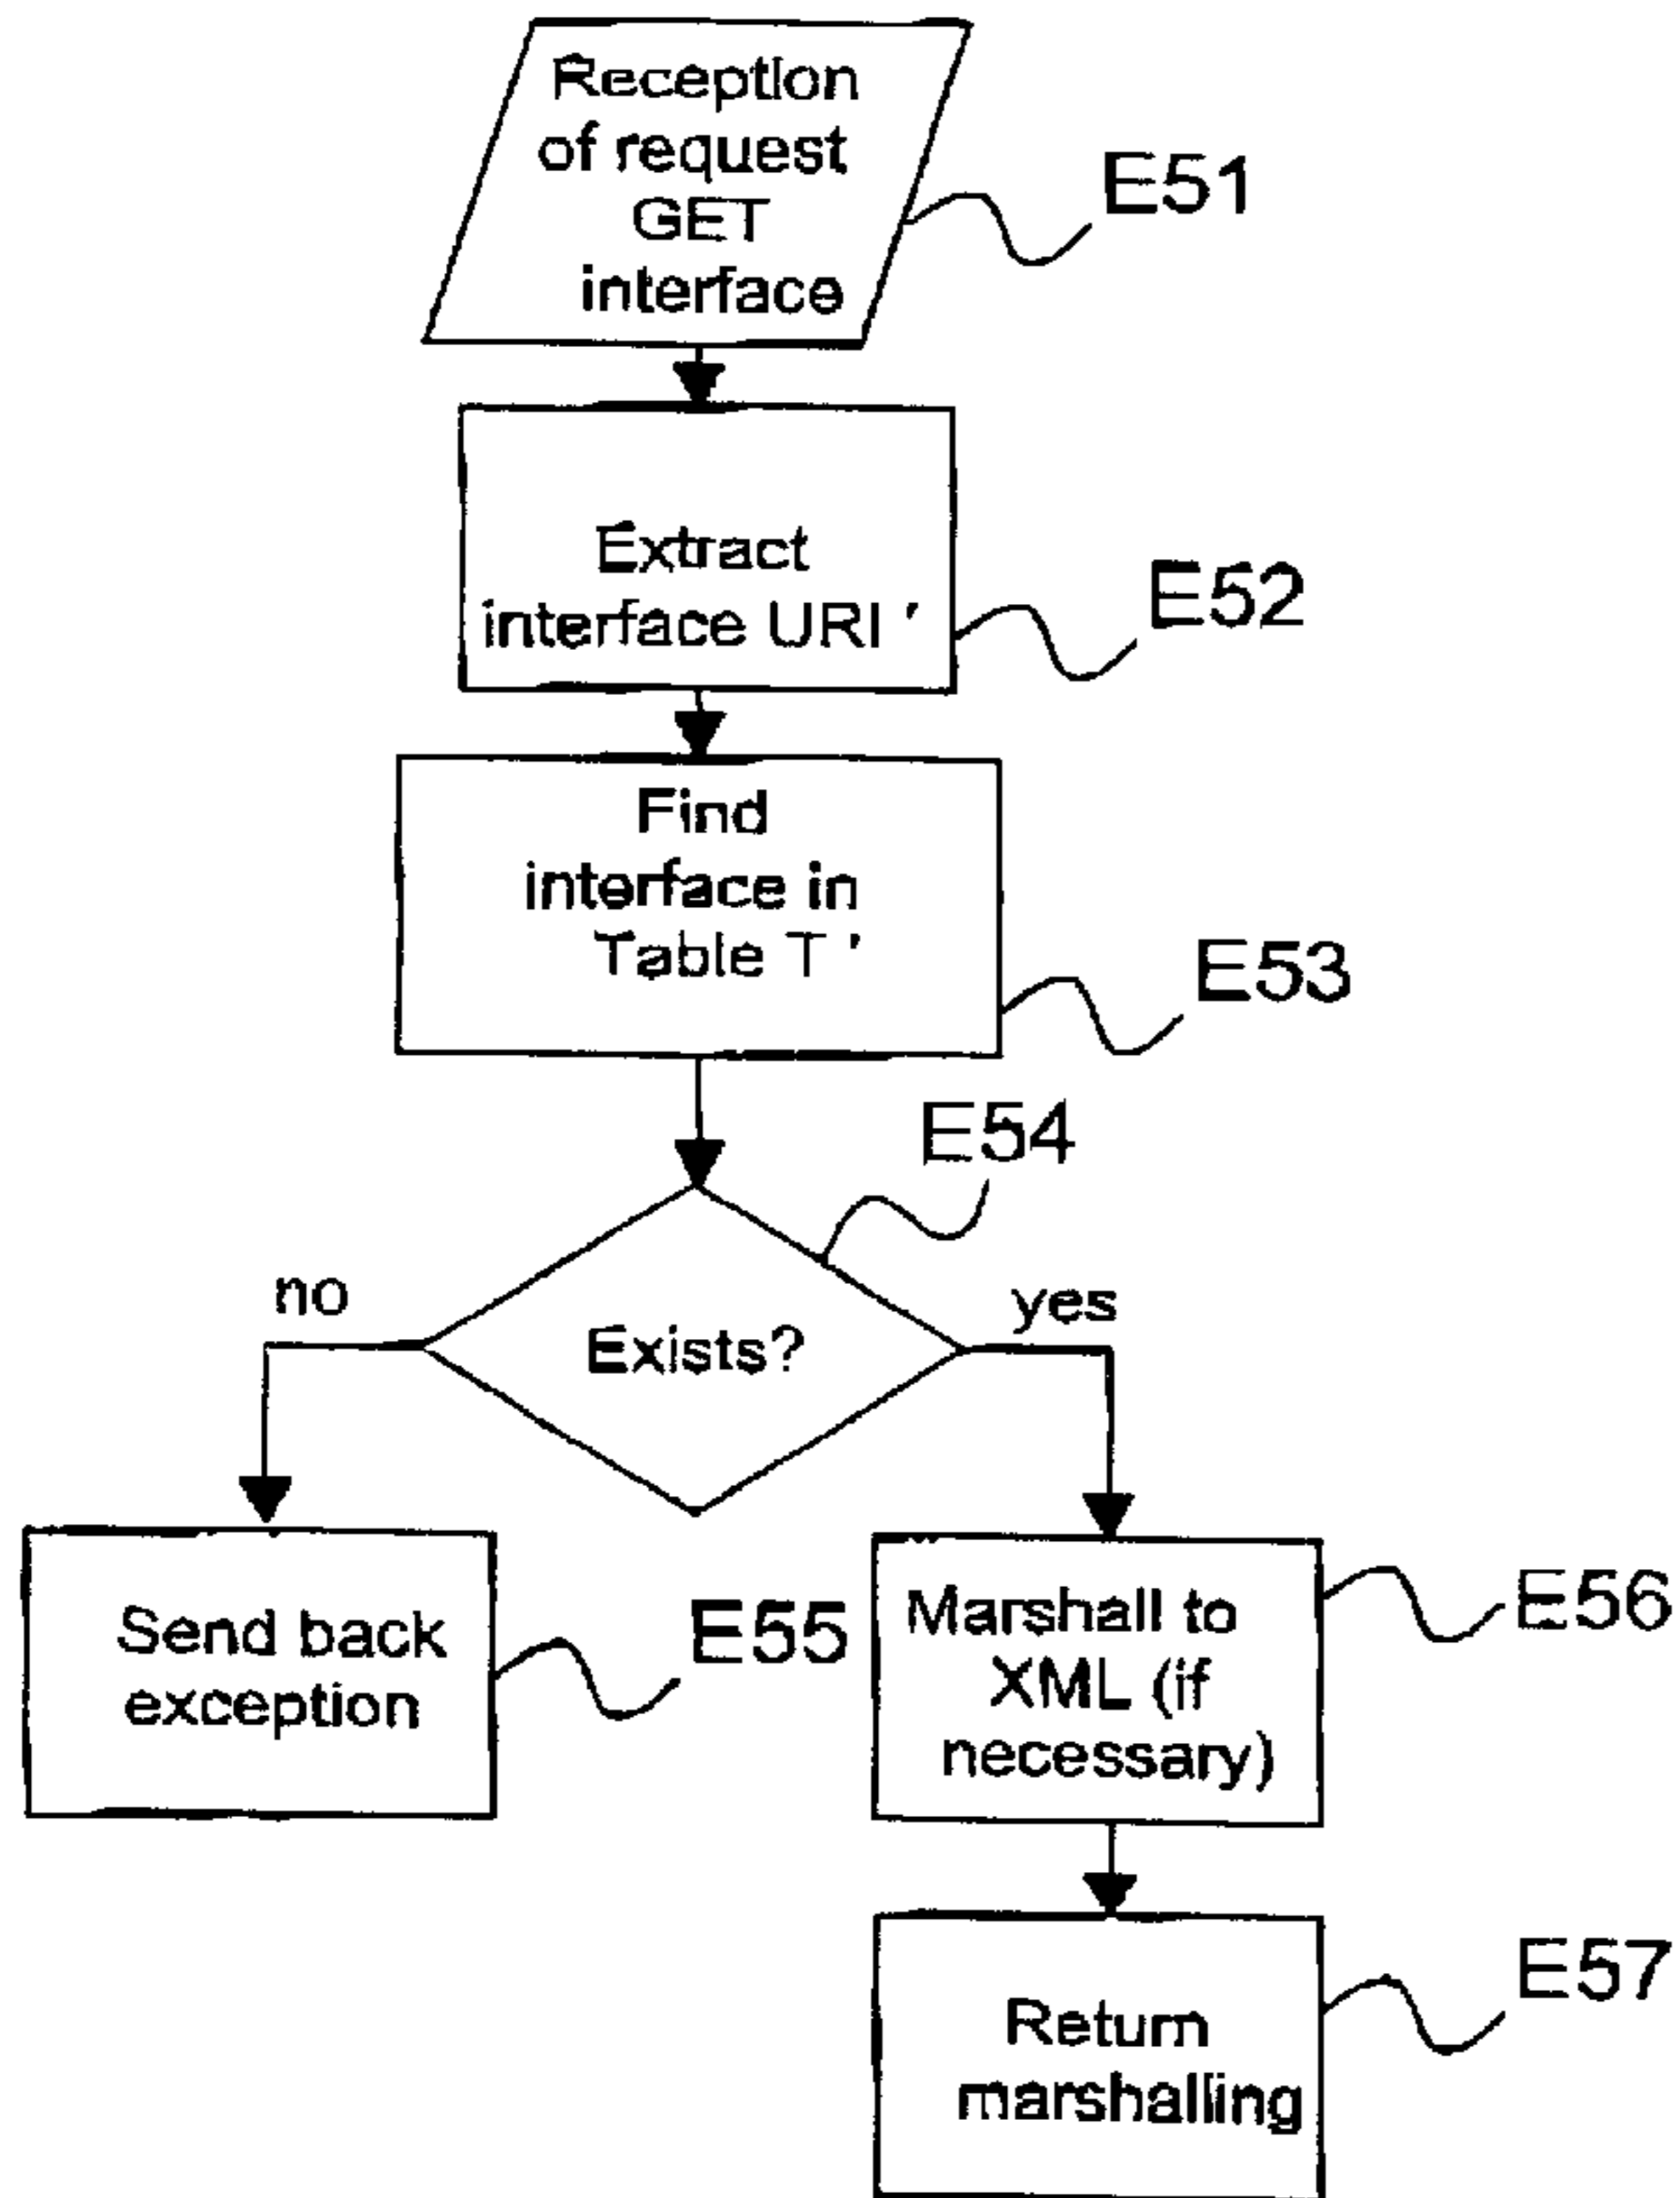 Reception
of request
GET
interface
E51
Extract
interface URI '
E52
Find
interface in
Table T '
E53
E54
no
Exists?
yes
Send back
exception
E55
Marshall to
XML (if
necessary)
E56
Return
marshalling
E57